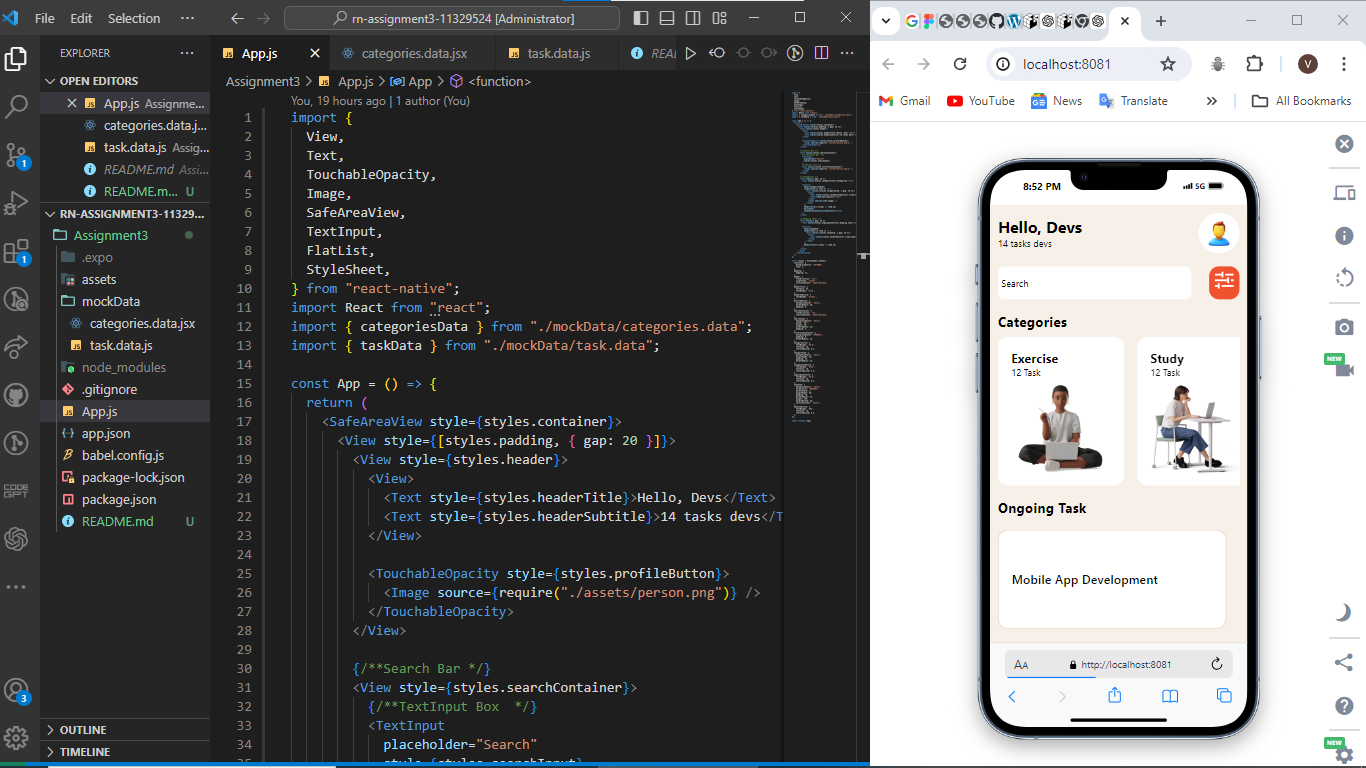 File Edit Selection ···
rn-assignment3-11329524 [Administrator]
EXPLORER ···
OPEN EDITORS
App.js Assignme...
categories.data.j...
task.data.js Assig...
README.md Assi...
README.m... U
RN-ASSIGNMENT3-11329...
Assignment3
.expo
assets
mockData
categories.data.jsx
task.data.js
node_modules
.gitignore
App.js
app.json
babel.config.js
package-lock.json
package.json
README.md U
OUTLINE
TIMELINE
1
1
3
CODE
GPT
App.js
categories.data.jsx
task.data.js
REAI
Assignment3 > App.js > App > <function>
You, 19 hours ago | 1 author (You)
1 import {
2 View,
3 Text,
4 TouchableOpacity,
5 Image,
6 SafeAreaView,
7 TextInput,
8 FlatList,
9 StyleSheet,
10 } from "react-native";
11 import React from "react";
12 import { categoriesData } from "./mockData/categories.data";
13 import { taskData } from "./mockData/task.data";
14
15 const App = () => {
16 return (
17 <SafeAreaView style={styles.container}>
18 <View style={[styles.padding, { gap: 20 }]}>
19 <View style={styles.header}>
20 <View>
21 <Text style={styles.headerTitle}>Hello, Devs</Text>
22 <Text style={styles.headerSubtitle}>14 tasks devs</T
23 </View>
24
25 <TouchableOpacity style={styles.profileButton}>
26 <Image source={require("./assets/person.png")} />
27 </TouchableOpacity>
28 </View>
29
30 {/**Search Bar */}
31 <View style={styles.searchContainer}>
32 {/**TextInput Box */}
33 <TextInput
34 placeholder="Search"
35 style={styles.searchInput}
localhost:8081
V
Gmail YouTube News Translate » All Bookmarks
8:52 PM 5G
Hello, Devs
14 tasks devs
Search
Categories
Exercise
12 Task
Study
12 Task
Ongoing Task
Mobile App Development
AA http://localhost:8081
NEW
NEW